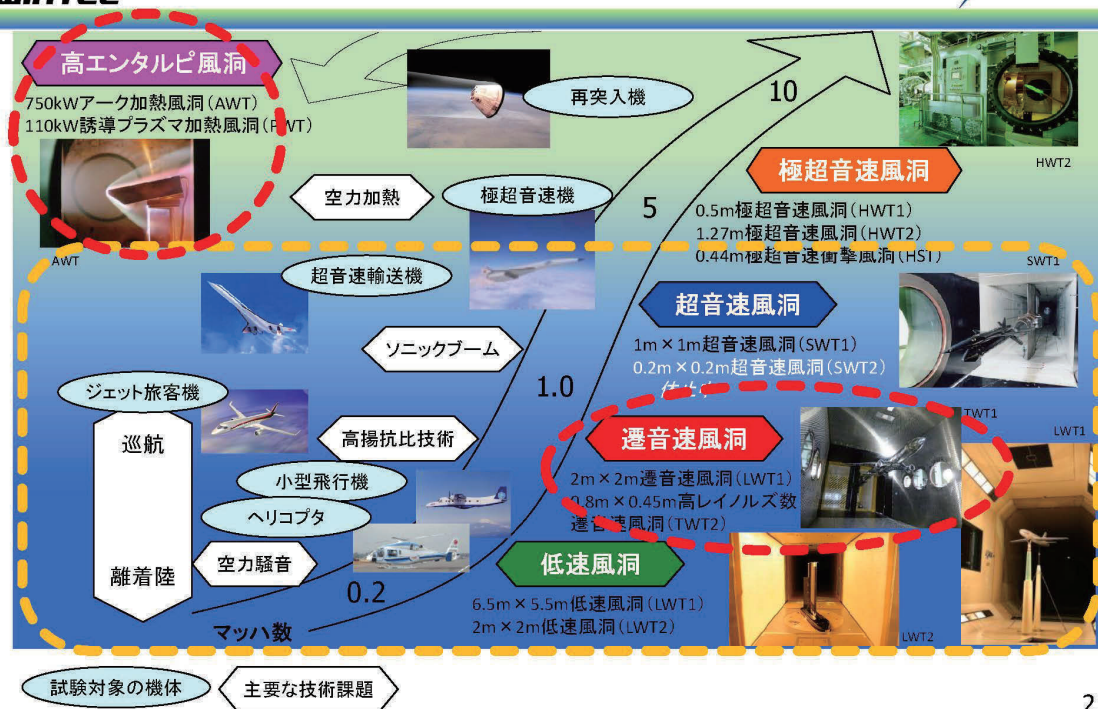 高エンタルピ風洞
750kWアーク加熱風洞(AWT)
110kW誘導プラズマ加熱風洞(PWT)
AWT
再突入機
10
HWT2
極超音速風洞
0.5m極超音速風洞(HWT1)
1.27m極超音速風洞(HWT2)
0.44m極超音速衝撃風洞(HST)
空力加熱
極超音速機
5
超音速輸送機
SWT1
超音速風洞
1m×1m超音速風洞(SWT1)
0.2m×0.2m超音速風洞(SWT2)
ソニックブーム
1.0
ジェット旅客機
巡航
離着陸
高揚抗比技術
TWT1
LWT1
遷音速風洞
2m×2m遷音速風洞(LWT1)
0.8m×0.45m高レイノルズ数
遷音速風洞(TWT2)
小型飛行機
ヘリコプタ
空力騒音
0.2
マッハ数
低速風洞
6.5m×5.5m低速風洞(LWT1)
2m×2m低速風洞(LWT2)
LWT2
試験対象の機体
主要な技術課題
2